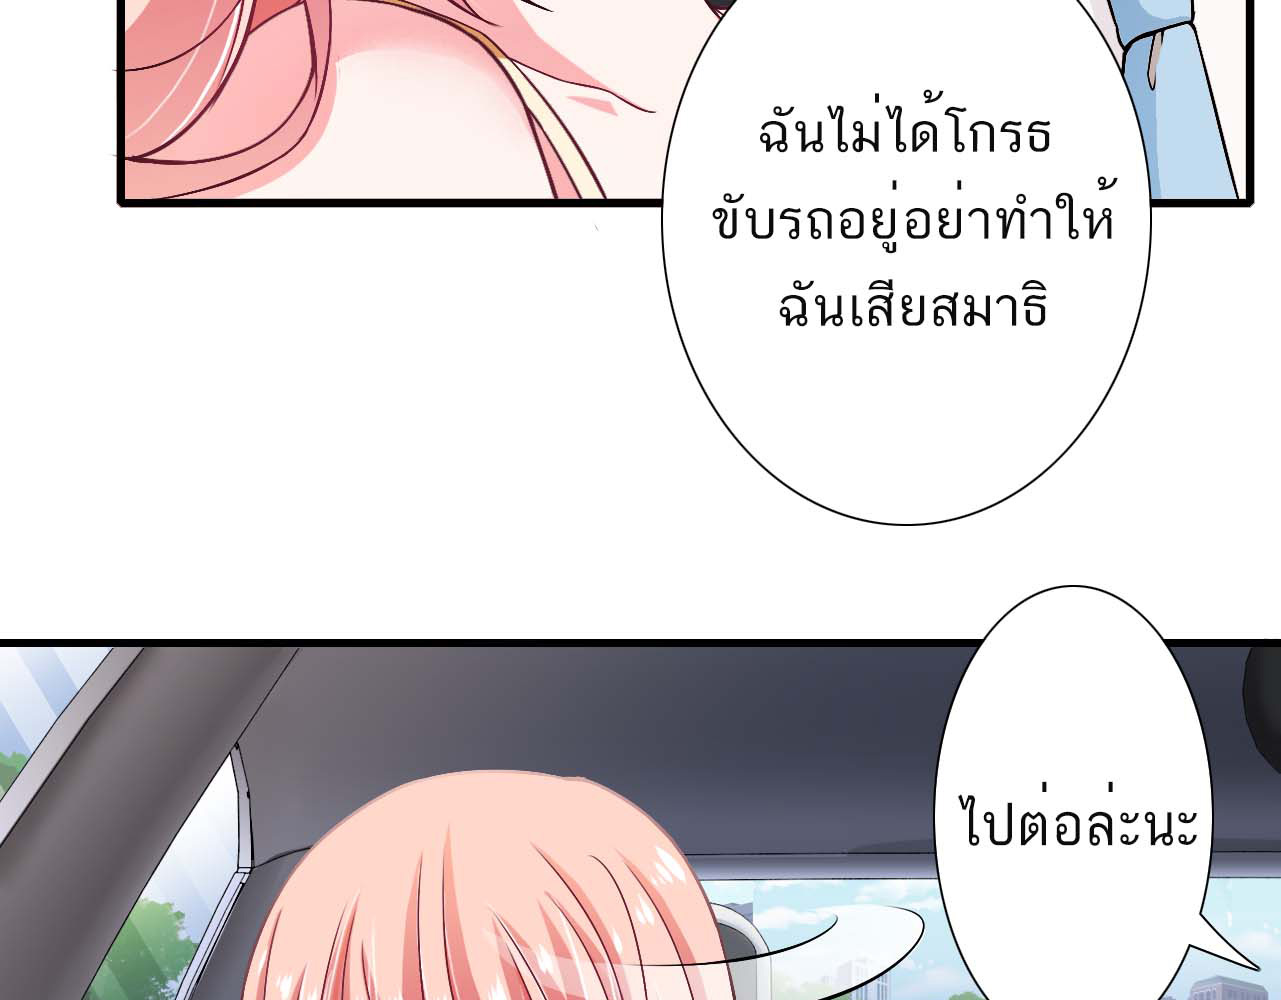 ฉันไม่ได้โกรธ
ขับรถอยู่อย่าทำให้
ฉันเสียสมาธิ
ไปต่อล่ะนะ